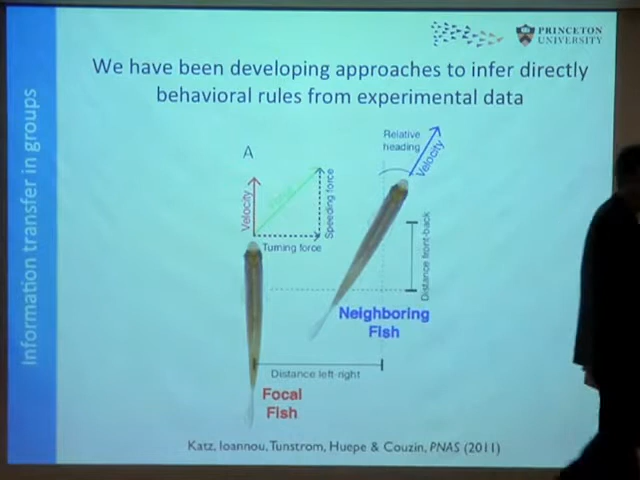 PRINCETON
UNIVERSITY
We have been developing approaches to infer directly
behavioral rules from experimental data
Information transfer in groups
A
Relative
heading
Velocity
Velocity
Speeding force
Turning force
Distance front-back
Neighboring
Fish
Distance left-right
Focal
Fish
Katz, Ioannou, Tunstrom, Huepe & Couzin, PNAS (2011)